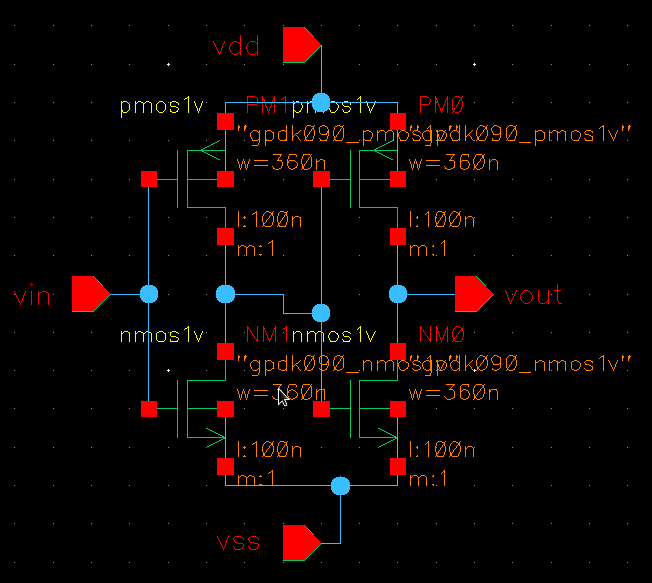 vdd
pmos1v PM1 pmos1v PM0
"gpdk090_pmos1v" "gpdk090_pmos1v"
w=360n w=360n
l:100n l:100n
m:1 m:1
vin vout
nmos1v NM1 nmos1v NM0
"gpdk090_nmos1v" "gpdk090_nmos1v"
w=360n w=360n
l:100n l:100n
m:1 m:1
vss